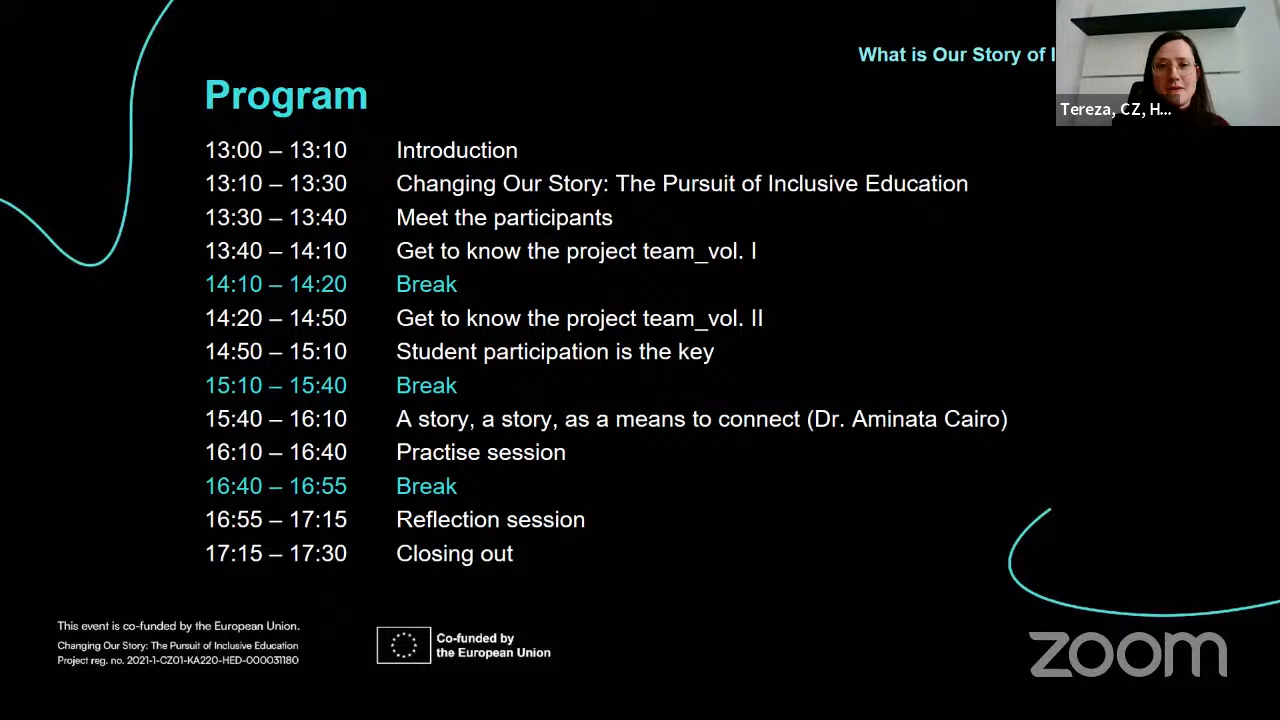 What is Our Story of
Tereza, CZ, H...
Program
13:00 – 13:10 Introduction
13:10 – 13:30 Changing Our Story: The Pursuit of Inclusive Education
13:30 – 13:40 Meet the participants
13:40 – 14:10 Get to know the project team_vol. I
14:10 – 14:20 Break
14:20 – 14:50 Get to know the project team_vol. II
14:50 – 15:10 Student participation is the key
15:10 – 15:40 Break
15:40 – 16:10 A story, a story, as a means to connect (Dr. Aminata Cairo)
16:10 – 16:40 Practise session
16:40 – 16:55 Break
16:55 – 17:15 Reflection session
17:15 – 17:30 Closing out
This event is co-funded by the European Union.
Changing Our Story: The Pursuit of Inclusive Education
Project reg. no. 2021-1-CZ01-KA220-HED-000031180
Co-funded by
the European Union
zoom